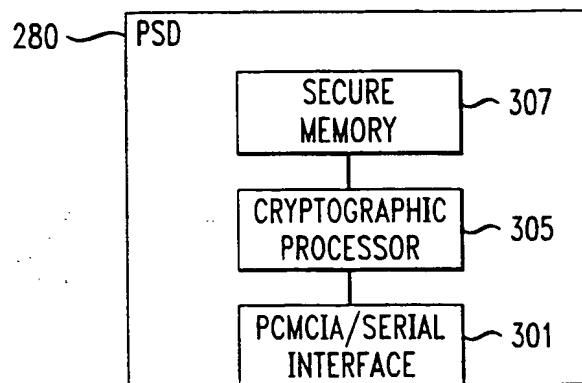 280 PSD
SECURE
MEMORY
307
CRYPTOGRAPHIC
PROCESSOR
305
PCMCIA/SERIAL
INTERFACE
301